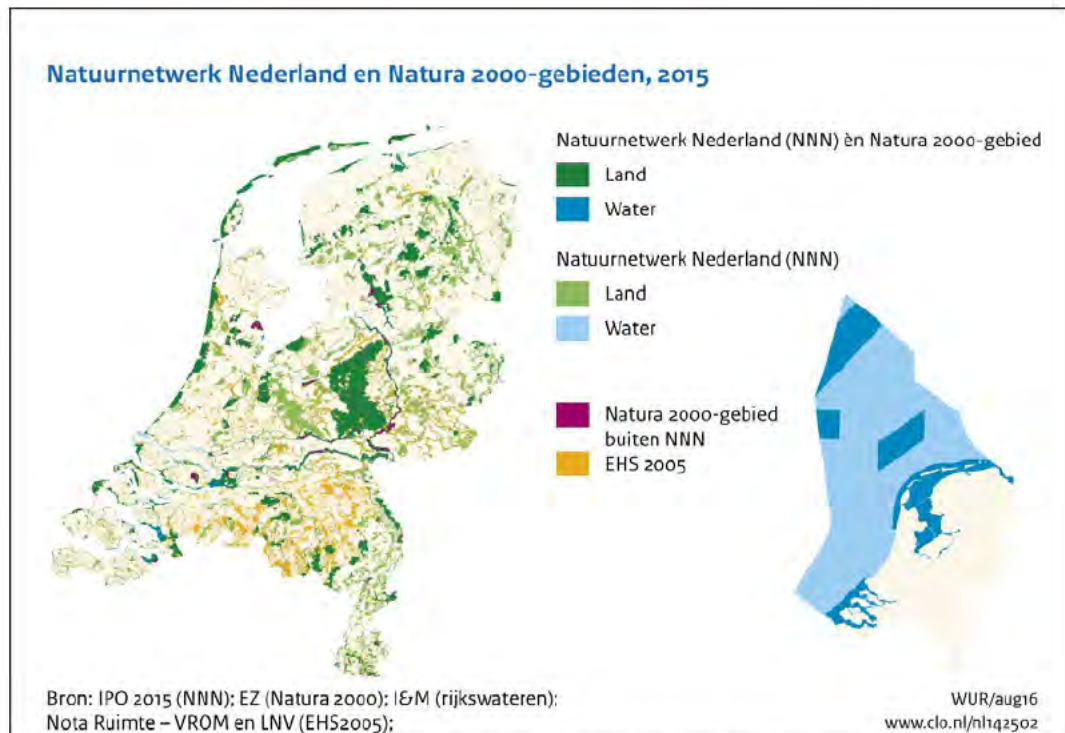 Natuurnetwerk Nederland en Natura 2000-gebieden, 2015
Natuurnetwerk Nederland (NNN) èn Natura 2000-gebied
Land
Water
Natuurnetwerk Nederland (NNN)
Land
Water
Natura 2000-gebied
buiten NNN
EHS 2005
Bron: IPO 2015 (NNN); EZ (Natura 2000); I&M (rijkswateren);
Nota Ruimte – VROM en LNV (EHS2005);
WUR/aug16
www.clo.nl/nl142502